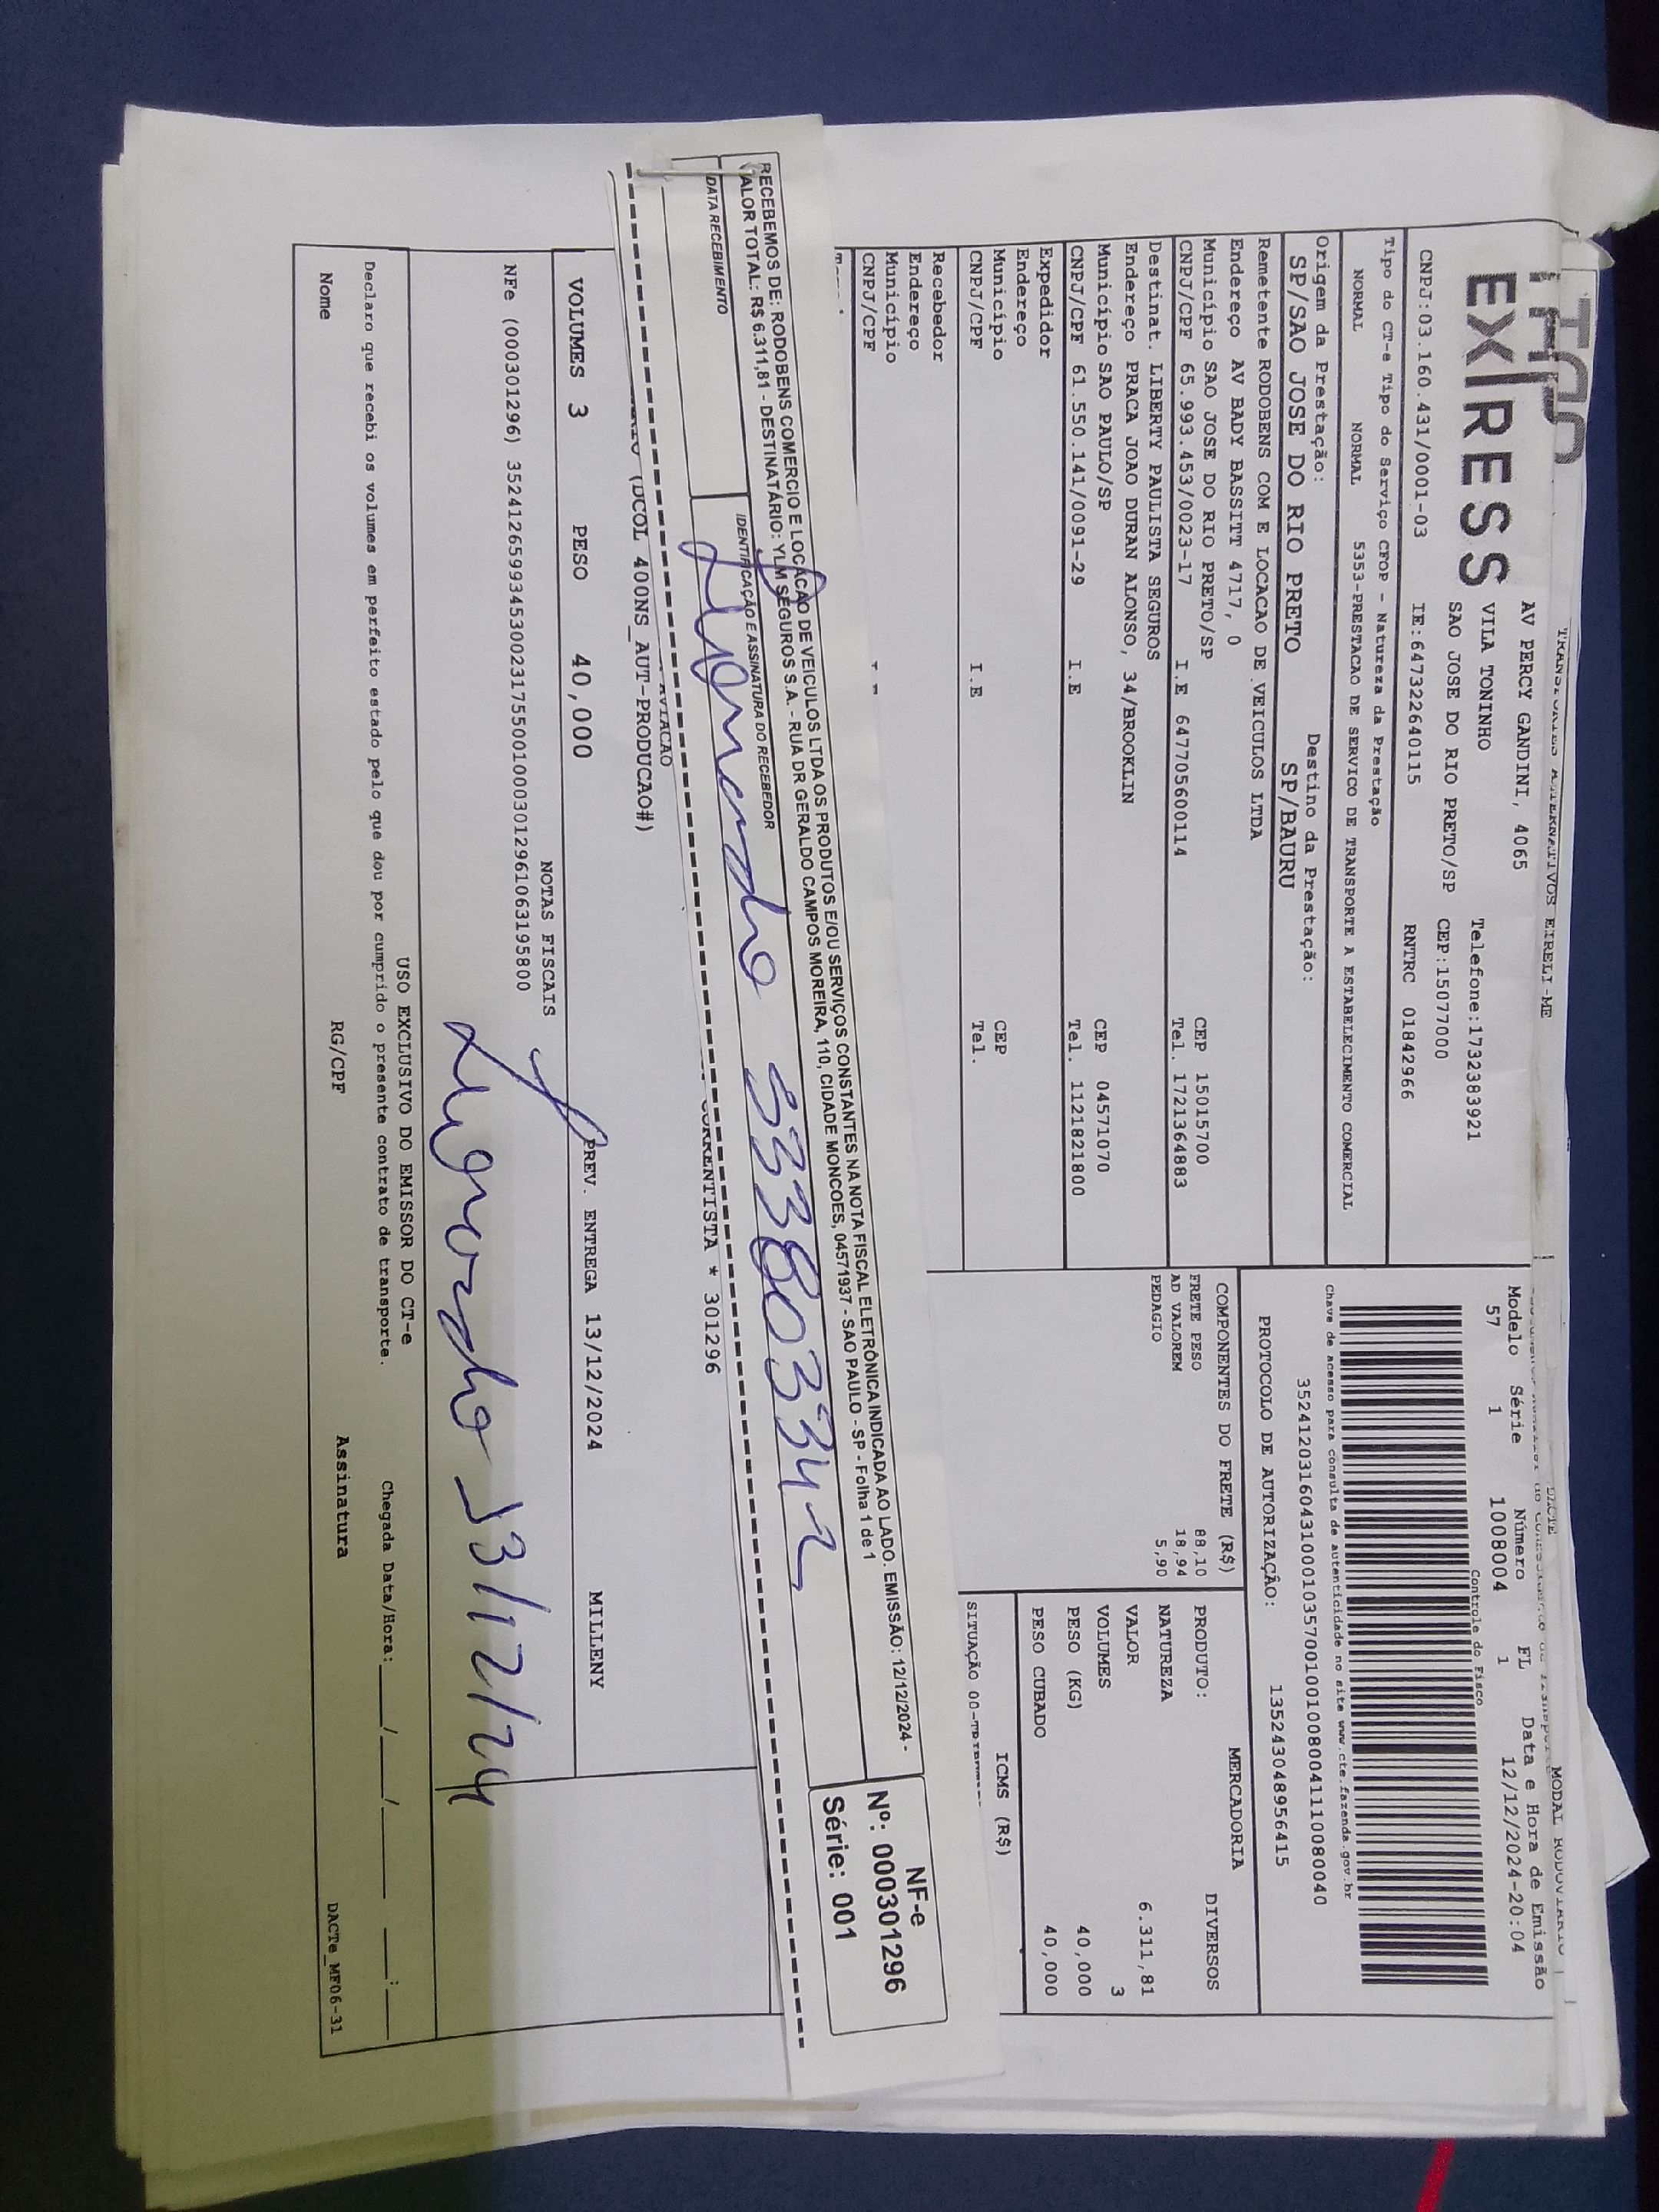 TRANSPORTES ALTERNATIVOS EIRELI-ME
EXPRESS
AV PERCY GANDINI, 4065
VILA TONINHO
Telefone:1732383921
SAO JOSE DO RIO PRETO/SP
CEP:15077000
CNPJ:03.160.431/0001-03
IE:647322640115
RNTRC 01842966
Tipo do CT-e Tipo do Serviço CFOP - Natureza da Prestação
NORMAL NORMAL 5353-PRESTACAO DE SERVICO DE TRANSPORTE A ESTABELECIMENTO COMERCIAL
Origem da Prestação:
Destino da Prestação:
SP/SAO JOSE DO RIO PRETO
SP/BAURU
Remetente RODOBENS COM E LOCACAO DE VEICULOS LTDA
Endereço AV BADY BASSITT 4717, 0
Município SAO JOSE DO RIO PRETO/SP
CEP 15015700
CNPJ/CPF 65.993.453/0023-17 I.E 647705600114 Tel. 1721364883
Destinat. LIBERTY PAULISTA SEGUROS
Endereço PRACA JOAO DURAN ALONSO, 34/BROOKLIN
Município SAO PAULO/SP
CEP 04571070
CNPJ/CPF 61.550.141/0091-29 I.E Tel. 1121821800
Expedidor
Endereço
Município CEP
CNPJ/CPF I.E Tel.
Recebedor
Endereço
Município
CNPJ/CPF
DACTE
MODAL RODOVIARIO
Modelo Série Número FL Data e Hora de Emissão
57 1 1008004 1 12/12/2024-20:04
Controle do Fisco
Chave de acesso para consulta de autenticidade no site www.cte.fazenda.gov.br
35241203160431000103570010010080041110080040
PROTOCOLO DE AUTORIZAÇÃO: 135243048956415
COMPONENTES DO FRETE (R$)
FRETE PESO 88,10
AD VALOREM 18,94
PEDAGIO 5,90
MERCADORIA
PRODUTO: DIVERSOS
NATUREZA
VALOR 6.311,81
VOLUMES 3
PESO (KG) 40,000
PESO CUBADO 40,000
ICMS (R$)
SITUAÇÃO
RECEBEMOS DE: RODOBENS COMERCIO E LOCACAO DE VEICULOS LTDA OS PRODUTOS E/OU SERVIÇOS CONSTANTES NA NOTA FISCAL ELETRÔNICA INDICADA AO LADO. EMISSÃO: 12/12/2024 -
VALOR TOTAL: R$ 6.311,81 - DESTINATÁRIO: YLM SEGUROS S.A. - RUA DR GERALDO CAMPOS MOREIRA, 110, CIDADE MONCOES, 04571937 - SAO PAULO - SP - Folha 1 de 1
DATA RECEBIMENTO
IDENTIFICAÇÃO E ASSINATURA DO RECEBEDOR
NF-e
Nº: 000301296
Série: 001
CORRENTISTA * 301296
(DCOL 400NS_AUT-PRODUCAO#)
VOLUMES 3 PESO 40,000 PREV. ENTREGA 13/12/2024 MILLENY
NOTAS FISCAIS
NFe (000301296) 35241265993453002317550010003012961063195800
13/12/24
USO EXCLUSIVO DO EMISSOR DO CT-e
Declaro que recebi os volumes em perfeito estado pelo que dou por cumprido o presente contrato de transporte.
Chegada Data/Hora:___/___/___ __:__
Nome RG/CPF Assinatura
DACTe_MF06-31